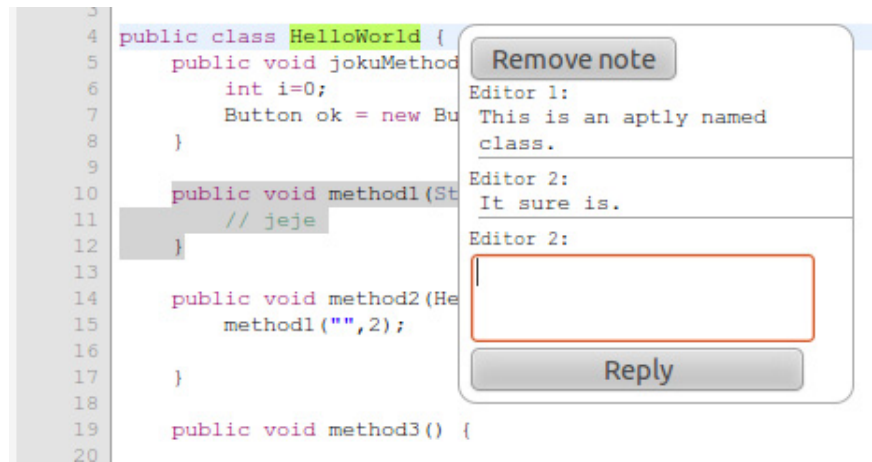 3
4 public class HelloWorld {
5 public void jokuMethod
6 int i=0;
7 Button ok = new Bu
8 }
9
10 public void method1(St
11 // jeje
12 }
13
14 public void method2(He
15 method1("",2);
16
17 }
18
19 public void method3() {
20
Remove note
Editor 1:
This is an aptly named
class.
Editor 2:
It sure is.
Editor 2:
Reply